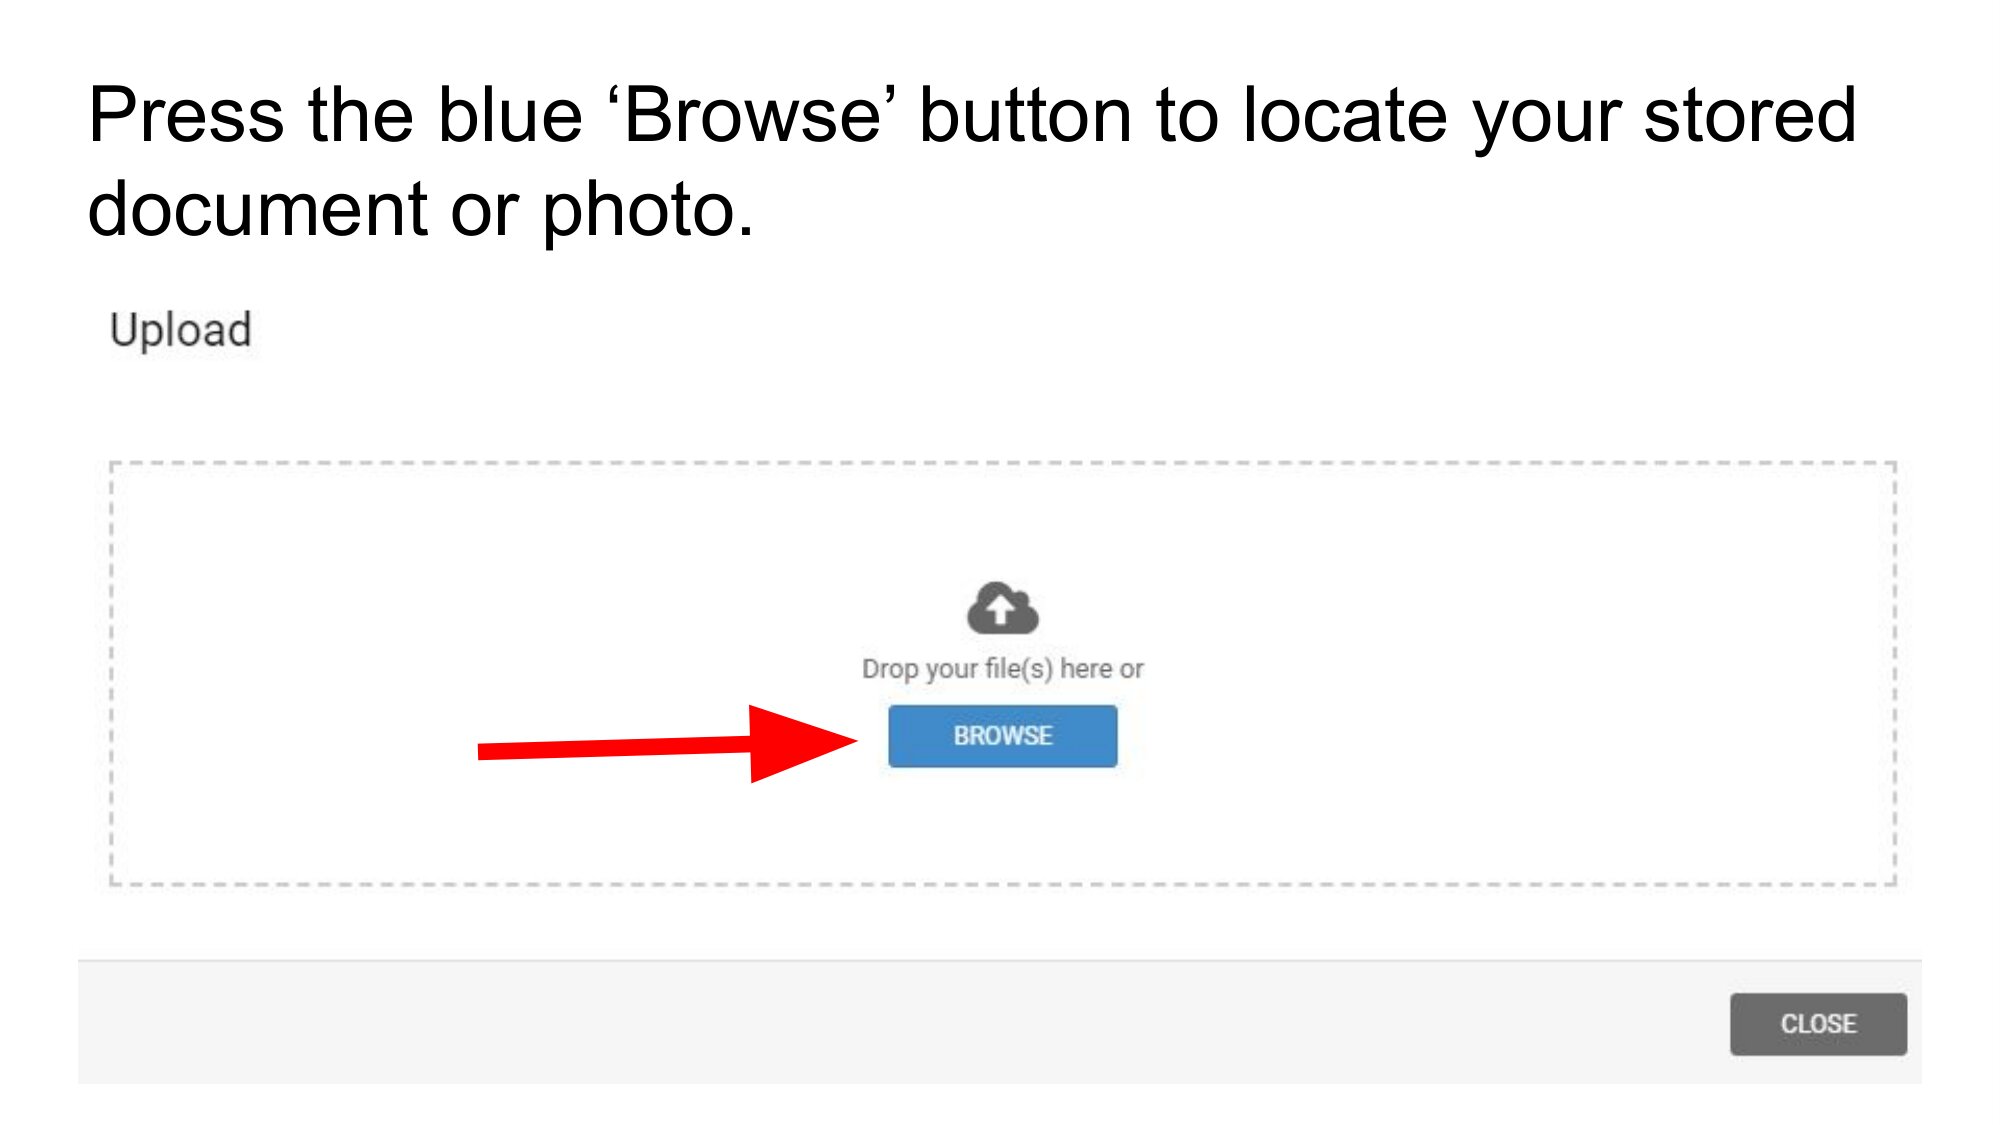 Press the blue ‘Browse’ button to locate your stored
document or photo.
Upload
Drop your file(s) here or
BROWSE
CLOSE